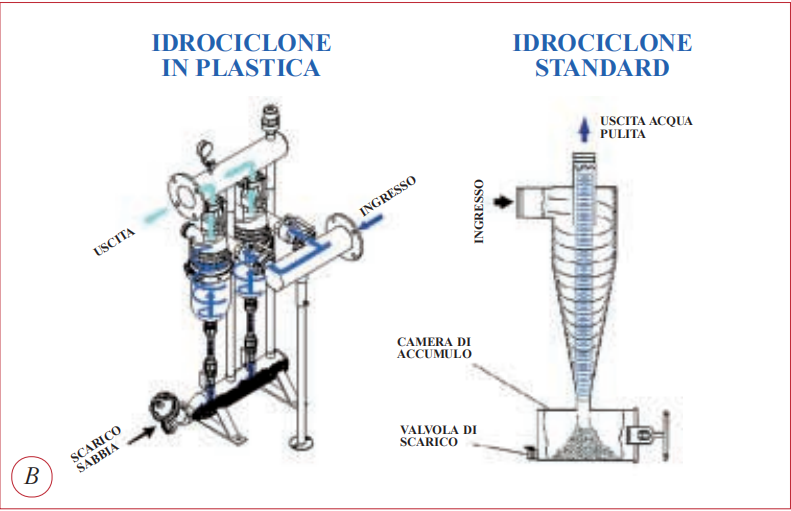 IDROCICLONE
IN PLASTICA
USCITA
INGRESSO
SCARICO
SABBIA
IDROCICLONE
STANDARD
USCITA ACQUA
PULITA
INGRESSO
CAMERA DI
ACCUMULO
VALVOLA DI
SCARICO
B